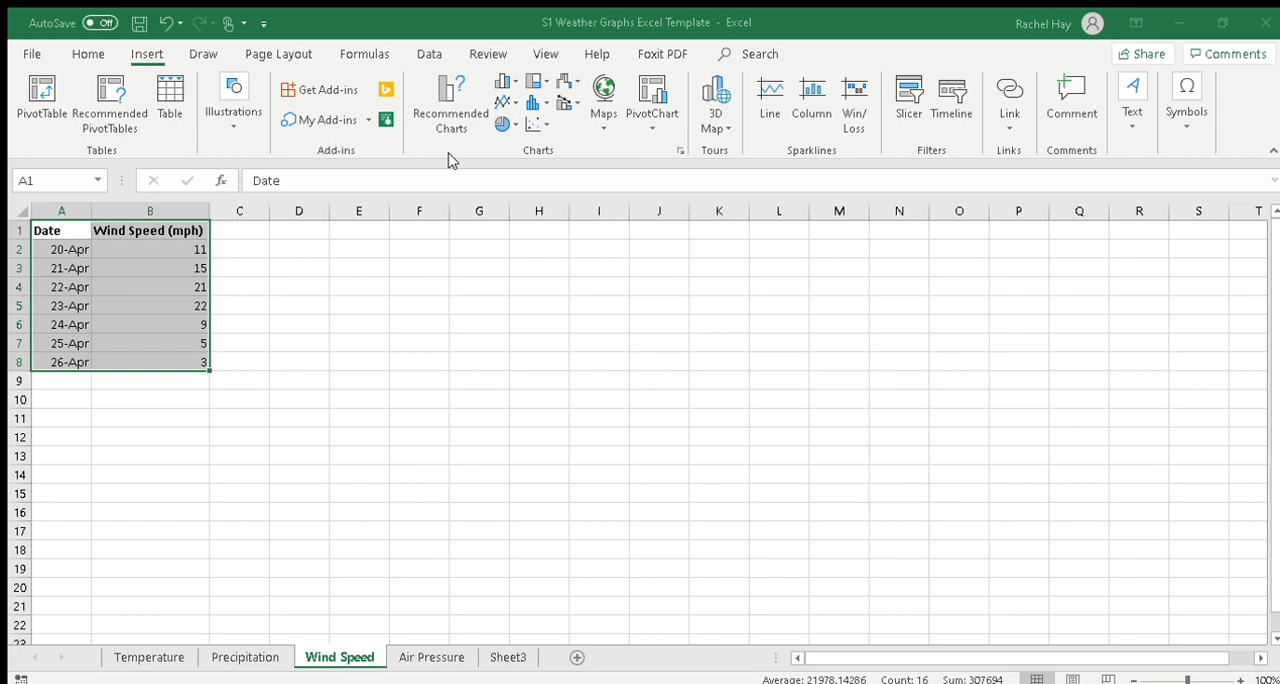 AutoSave Off S1 Weather Graphs Excel Template - Excel Rachel Hay
File Home Insert Draw Page Layout Formulas Data Review View Help Foxit PDF Search Share Comments
PivotTable Recommended PivotTables Table Illustrations Get Add-ins My Add-ins Recommended Charts Maps PivotChart 3D Map Line Column Win/Loss Slicer Timeline Link Comment Text Symbols
Tables Add-ins Charts Tours Sparklines Filters Links Comments
A1 fx Date
A B C D E F G H I J K L M N O P Q R S T
1 Date Wind Speed (mph)
2 20-Apr 11
3 21-Apr 15
4 22-Apr 21
5 23-Apr 22
6 24-Apr 9
7 25-Apr 5
8 26-Apr 3
9
10
11
12
13
14
15
16
17
18
19
20
21
22
23
Temperature Precipitation Wind Speed Air Pressure Sheet3
Average: 21978.14286 Count: 16 Sum: 307694 100%